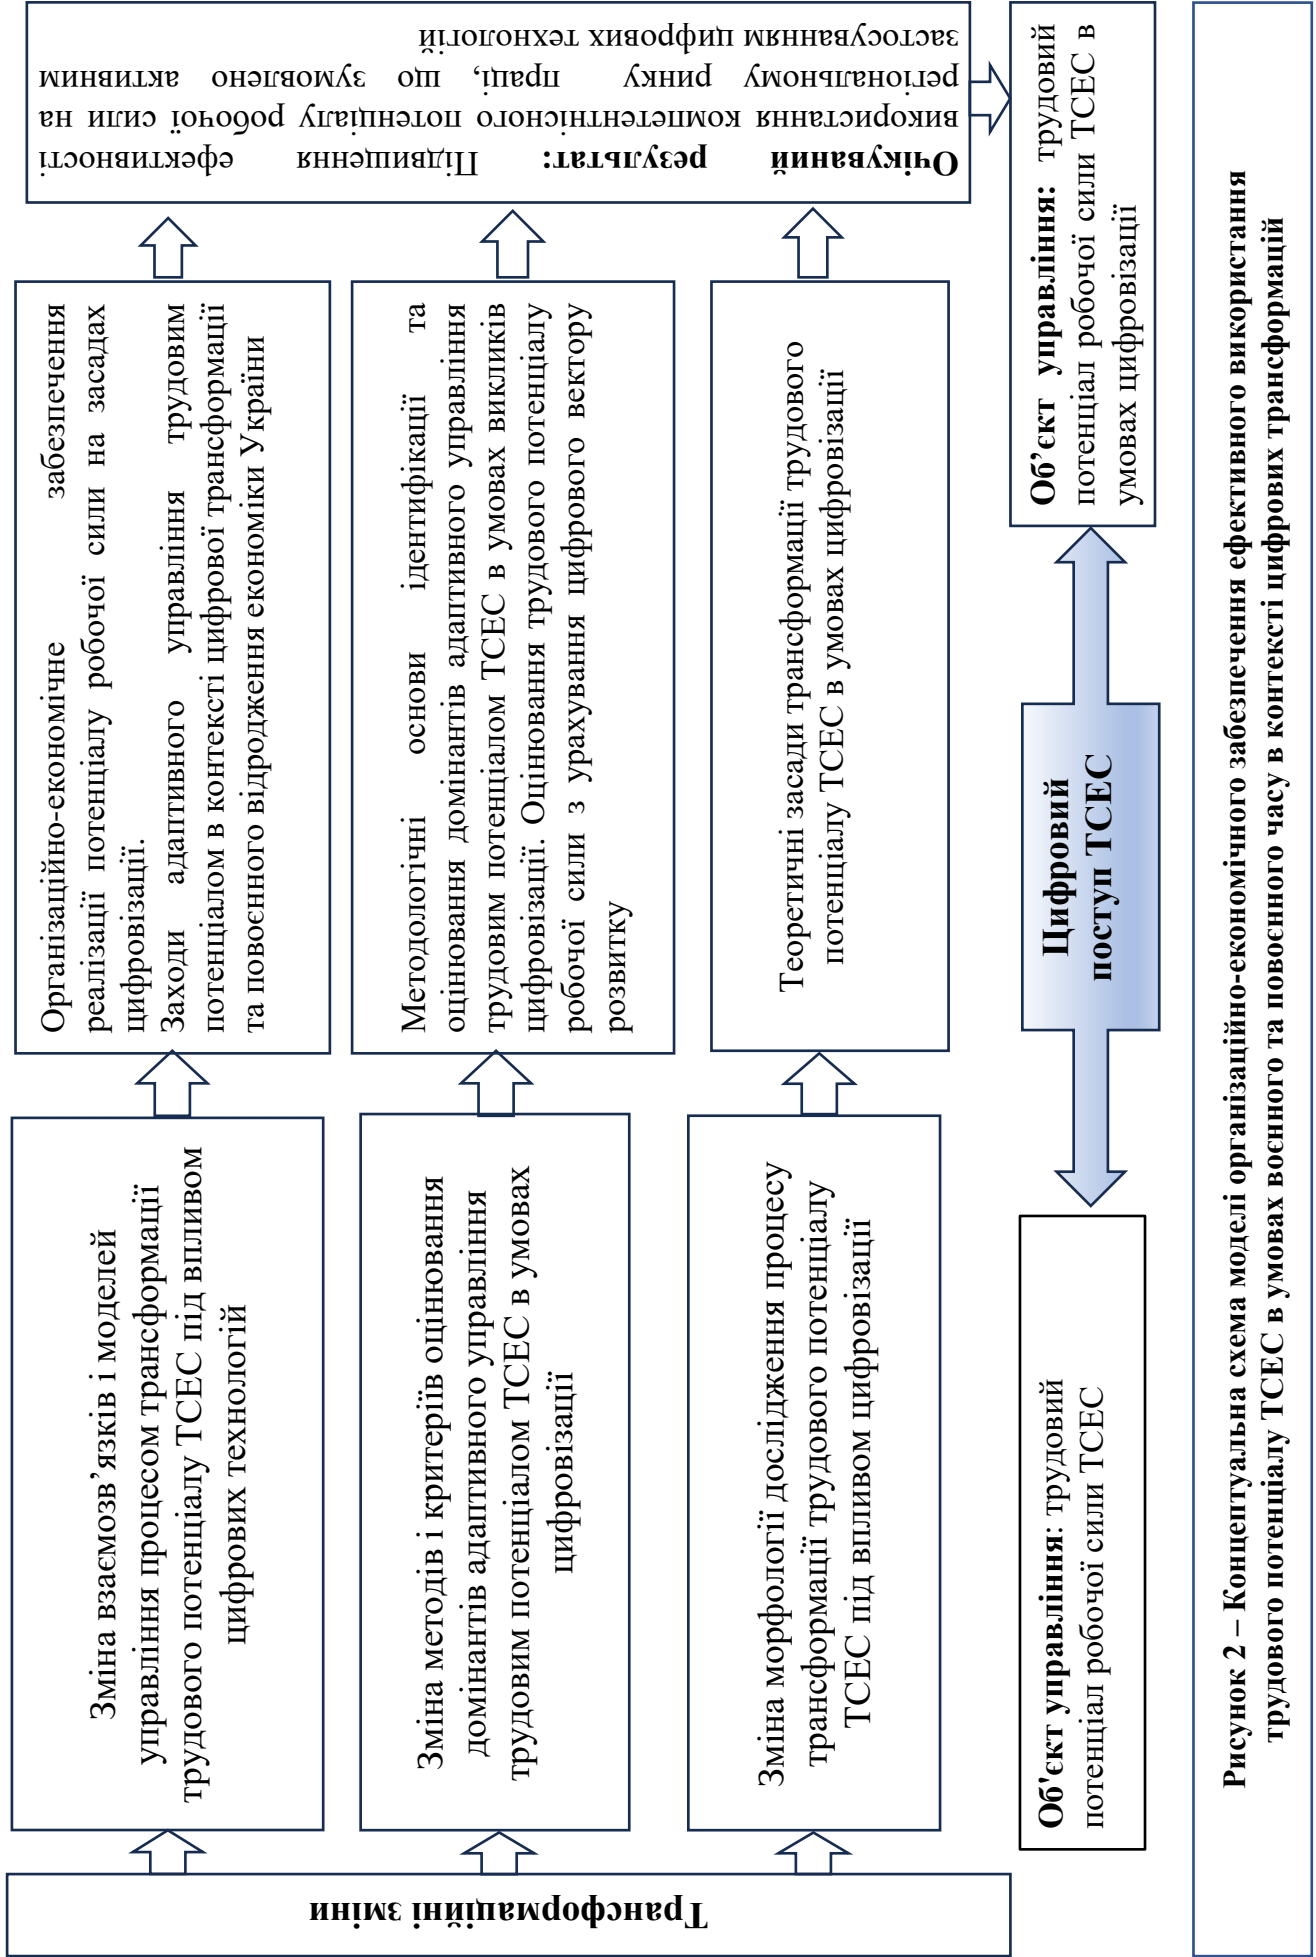 Трансформаційні зміни
Зміна взаємозв’язків і моделей
управління процесом трансформації
трудового потенціалу ТСЕС під впливом
цифрових технологій
Організаційно-економічне забезпечення
реалізації потенціалу робочої сили на засадах
цифровізації.
Заходи адаптивного управління трудовим
потенціалом в контексті цифрової трансформації
та повоєнного відродження економіки України
Зміна методів і критеріїв оцінювання
домінантів адаптивного управління
трудовим потенціалом ТСЕС в умовах
цифровізації
Методологічні основи ідентифікації та
оцінювання домінантів адаптивного управління
трудовим потенціалом ТСЕС в умовах викликів
цифровізації. Оцінювання трудового потенціалу
робочої сили з урахування цифрового вектору
розвитку
Зміна морфології дослідження процесу
трансформації трудового потенціалу
ТСЕС під впливом цифровізації
Теоретичні засади трансформації трудового
потенціалу ТСЕС в умовах цифровізації
Очікуваний результат: Підвищення ефективності
використання компетентнісного потенціалу робочої сили на
регіональному ринку праці, що зумовлено активним
застосуванням цифрових технологій
Об'єкт управління: трудовий
потенціал робочої сили ТСЕС
Цифровий
поступ ТСЕС
Об’єкт управління: трудовий
потенціал робочої сили ТСЕС в
умовах цифровізації
Рисунок 2 – Концептуальна схема моделі організаційно-економічного забезпечення ефективного використання
трудового потенціалу ТСЕС в умовах воєнного та повоєнного часу в контексті цифрових трансформацій